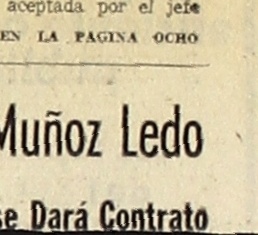 aceptada por el jefe
EN LA PAGINA OCHO
Muñoz Ledo
se Dará Contrato